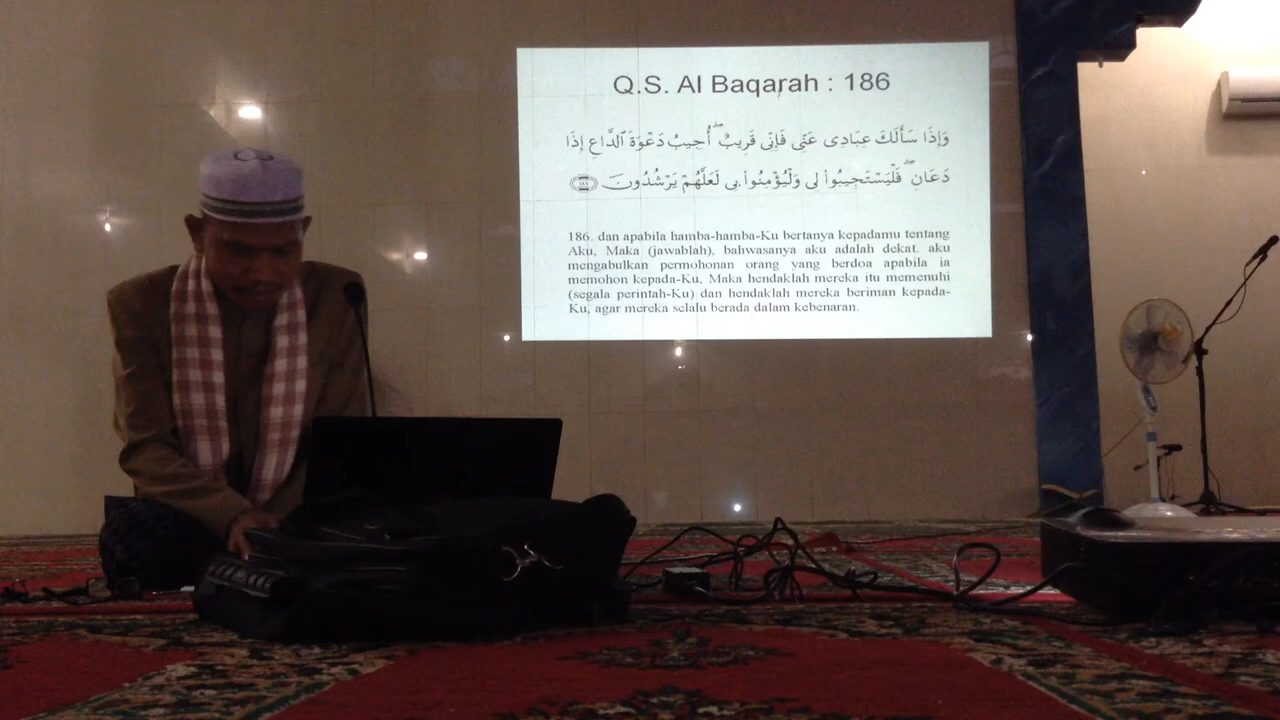 Q.S. Al Baqarah : 186
وَإِذَا سَأَلَكَ عِبَادِى عَنِّى فَإِنِّى قَرِيبٌ ۖ أُجِيبُ دَعْوَةَ ٱلدَّاعِ إِذَا
دَعَانِ ۖ فَلْيَسْتَجِيبُوا۟ لِى وَلْيُؤْمِنُوا۟ بِى لَعَلَّهُمْ يَرْشُدُونَ ﴿١٨٦﴾
186. dan apabila hamba-hamba-Ku bertanya kepadamu tentang
Aku, Maka (jawablah), bahwasanya aku adalah dekat. aku
mengabulkan permohonan orang yang berdoa apabila ia
memohon kepada-Ku, Maka hendaklah mereka itu memenuhi
(segala perintah-Ku) dan hendaklah mereka beriman kepada-
Ku, agar mereka selalu berada dalam kebenaran.